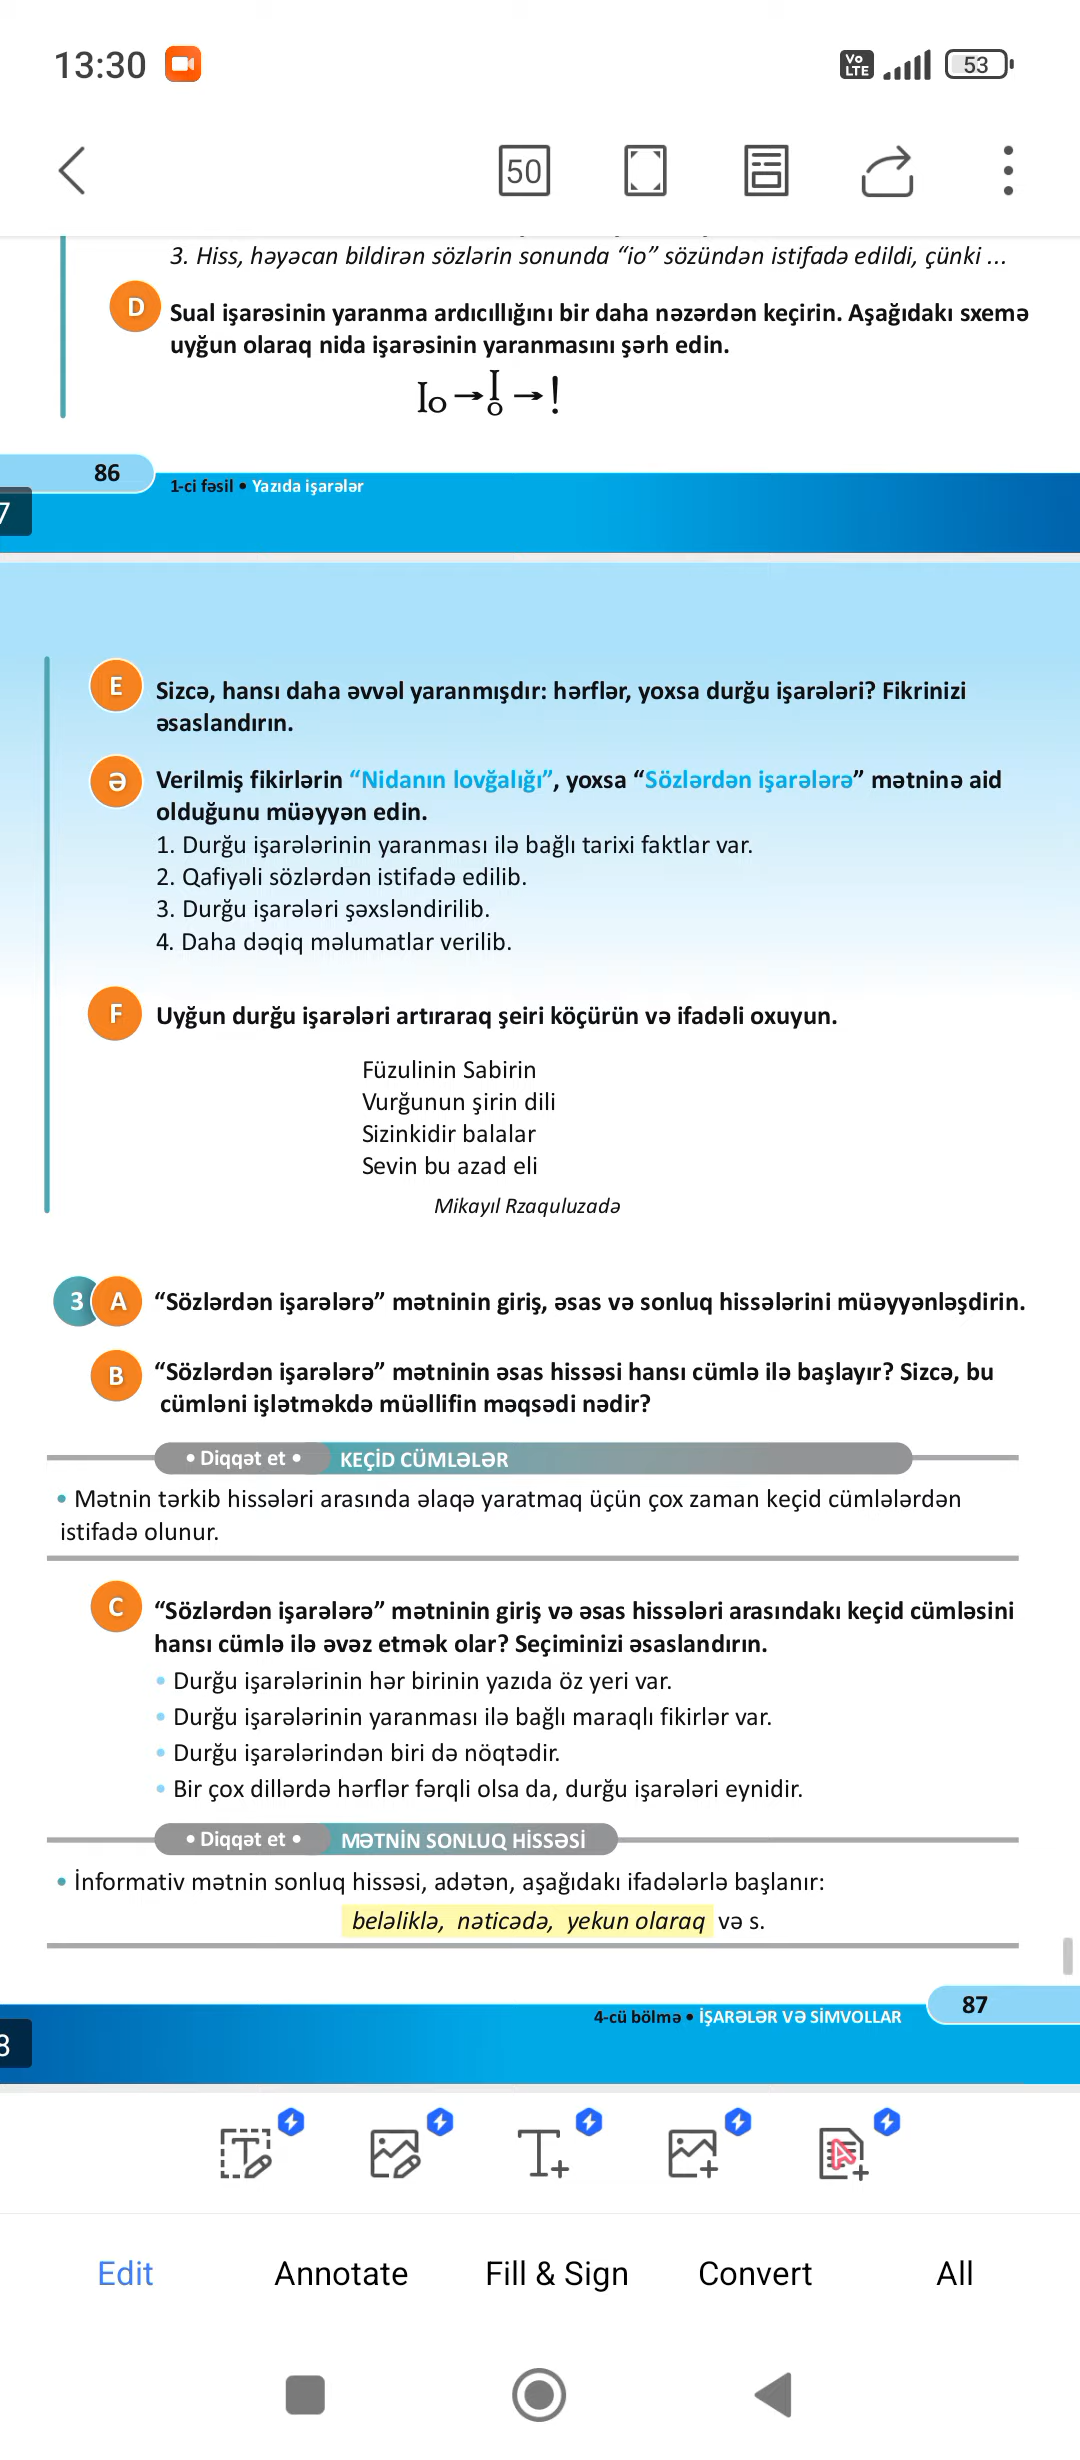 13:30
Vo LTE
53
50
3. Hiss, həyəcan bildirən sözlərin sonunda “io” sözündən istifadə edildi, çünki ...
D
Sual işarəsinin yaranma ardıcıllığını bir daha nəzərdən keçirin. Aşağıdakı sxemə
uyğun olaraq nida işarəsinin yaranmasını şərh edin.
Io → I o → !
86
1-ci fəsil • Yazıda işarələr
7
E
Sizcə, hansı daha əvvəl yaranmışdır: hərflər, yoxsa durğu işarələri? Fikrinizi
əsaslandırın.
Ə
Verilmiş fikirlərin “Nidanın lovğalığı”, yoxsa “Sözlərdən işarələrə” mətninə aid
olduğunu müəyyən edin.
1. Durğu işarələrinin yaranması ilə bağlı tarixi faktlar var.
2. Qafiyəli sözlərdən istifadə edilib.
3. Durğu işarələri şəxsləndirilib.
4. Daha dəqiq məlumatlar verilib.
F
Uyğun durğu işarələri artıraraq şeiri köçürün və ifadəli oxuyun.
Füzulinin Sabirin
Vurğunun şirin dili
Sizinkidir balalar
Sevin bu azad eli
Mikayıl Rzaquluzadə
3 A
“Sözlərdən işarələrə” mətninin giriş, əsas və sonluq hissələrini müəyyənləşdirin.
B
“Sözlərdən işarələrə” mətninin əsas hissəsi hansı cümlə ilə başlayır? Sizcə, bu
cümləni işlətməkdə müəllifin məqsədi nədir?
• Diqqət et • KEÇİD CÜMLƏLƏR
• Mətnin tərkib hissələri arasında əlaqə yaratmaq üçün çox zaman keçid cümlələrdən
istifadə olunur.
C
“Sözlərdən işarələrə” mətninin giriş və əsas hissələri arasındakı keçid cümləsini
hansı cümlə ilə əvəz etmək olar? Seçiminizi əsaslandırın.
• Durğu işarələrinin hər birinin yazıda öz yeri var.
• Durğu işarələrinin yaranması ilə bağlı maraqlı fikirlər var.
• Durğu işarələrindən biri də nöqtədir.
• Bir çox dillərdə hərflər fərqli olsa da, durğu işarələri eynidir.
• Diqqət et • MƏTNİN SONLUQ HİSSƏSİ
• İnformativ mətnin sonluq hissəsi, adətən, aşağıdakı ifadələrlə başlanır:
beləliklə, nəticədə, yekun olaraq və s.
87
4-cü bölmə • İŞARƏLƏR VƏ SİMVOLLAR
8
Edit
Annotate
Fill & Sign
Convert
All